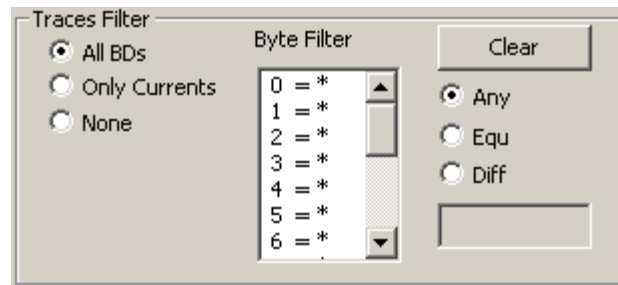 Traces Filter
All BDs
Only Currents
None
Byte Filter
0 = *
1 = *
2 = *
3 = *
4 = *
5 = *
6 = *
Clear
Any
Equ
Diff